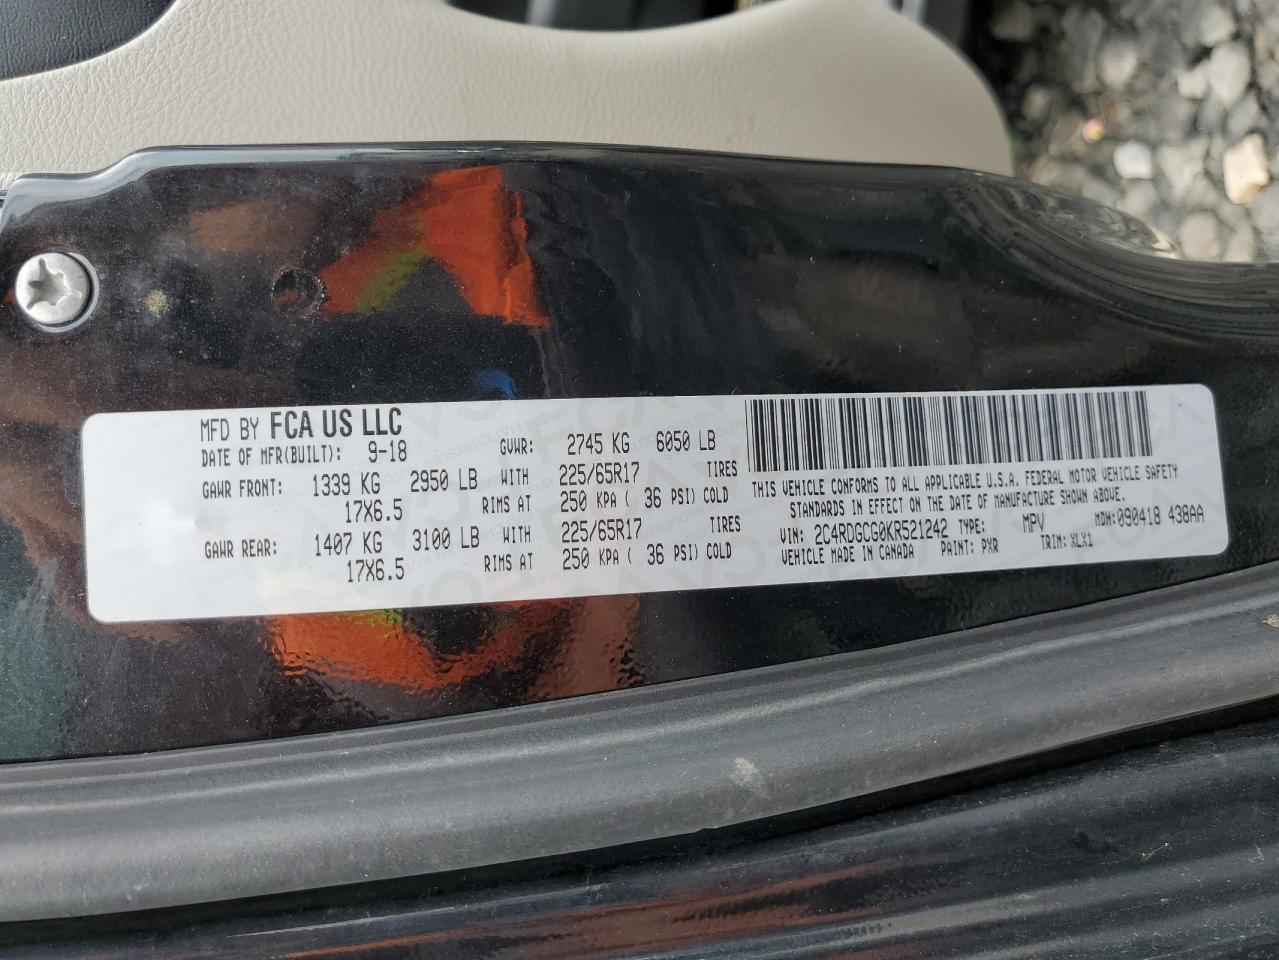 MFD BY FCA US LLC
DATE OF MFR(BUILT): 9-18 GVWR: 2745 KG 6050 LB
GAWR FRONT: 1339 KG 2950 LB WITH 225/65R17 TIRES
17X6.5 RIMS AT 250 KPA ( 36 PSI) COLD
GAWR REAR: 1407 KG 3100 LB WITH 225/65R17 TIRES
17X6.5 RIMS AT 250 KPA ( 36 PSI) COLD
THIS VEHICLE CONFORMS TO ALL APPLICABLE U.S.A. FEDERAL MOTOR VEHICLE SAFETY
STANDARDS IN EFFECT ON THE DATE OF MANUFACTURE SHOWN ABOVE.
VIN: 2C4RDGCG0KR521242 TYPE: MPV MDH: 090418 438AA
VEHICLE MADE IN CANADA PAINT: PXR TRIM: XLX1